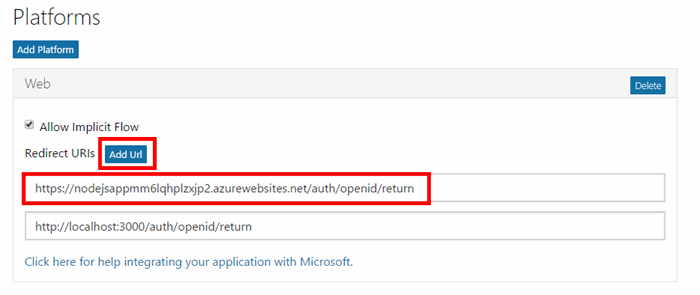 Platforms
Add Platform
Web
Delete
Allow Implicit Flow
Redirect URIs Add Url
https://nodejsappmm6lqhplzxjp2.azurewebsites.net/auth/openid/return
http://localhost:3000/auth/openid/return
Click here for help integrating your application with Microsoft.